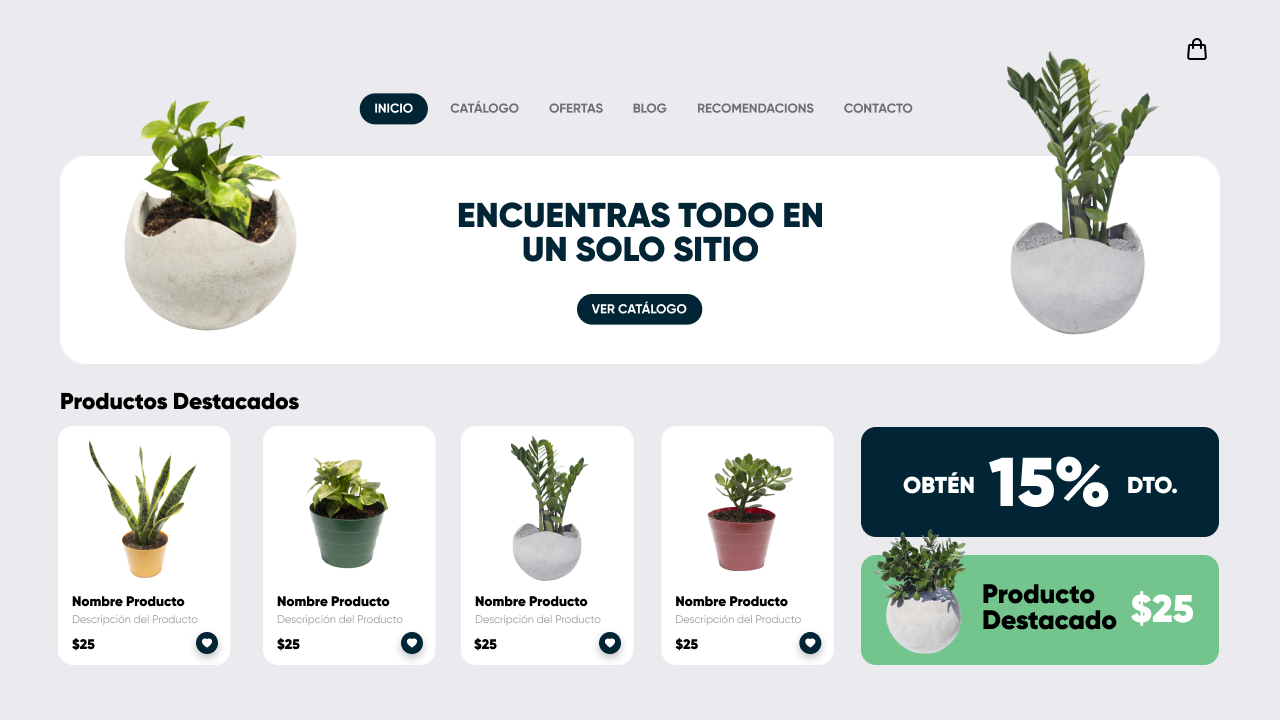 INICIO CATÁLOGO OFERTAS BLOG RECOMENDACIONS CONTACTO
ENCUENTRAS TODO EN
UN SOLO SITIO
VER CATÁLOGO
Productos Destacados
Nombre Producto
Descripción del Producto
$25
Nombre Producto
Descripción del Producto
$25
Nombre Producto
Descripción del Producto
$25
Nombre Producto
Descripción del Producto
$25
OBTÉN 15% DTO.
Producto
Destacado
$25